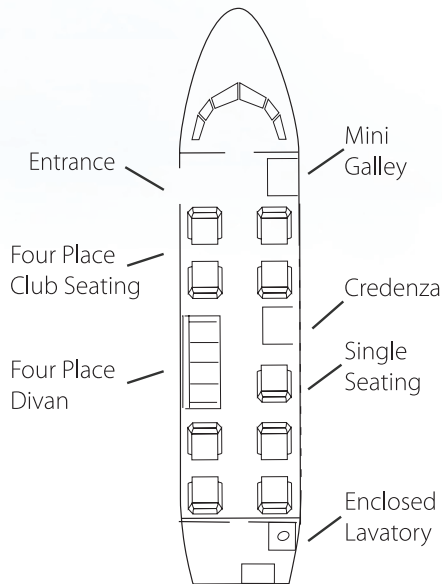 Entrance
Four Place
Club Seating
Four Place
Divan
Mini
Galley
Credenza
Single
Seating
Enclosed
Lavatory